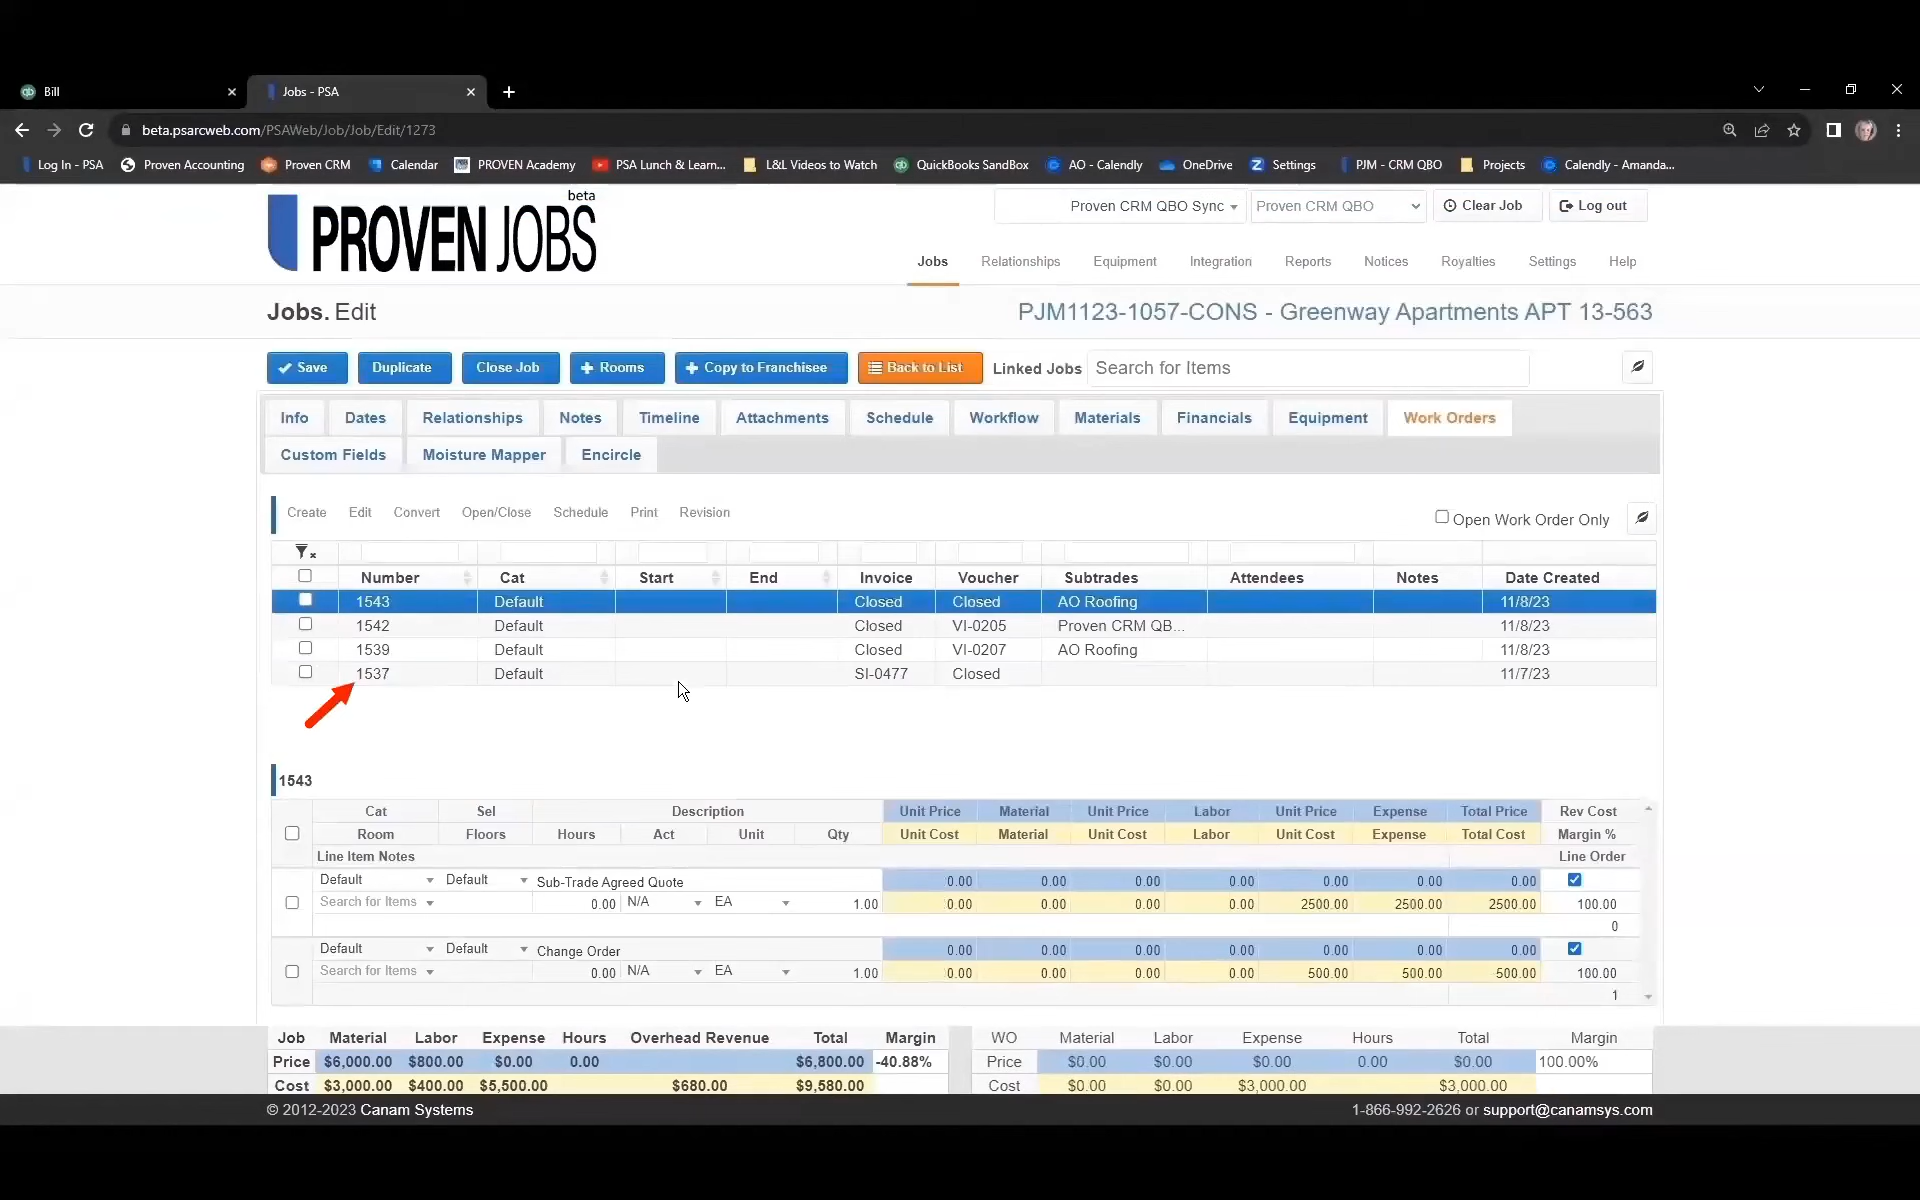 Bill
Jobs - PSA
beta.psarcweb.com/PSAWeb/Job/Job/Edit/1273
Log In - PSA Proven Accounting Proven CRM Calendar PROVEN Academy PSA Lunch & Learn... L&L Videos to Watch QuickBooks SandBox AO - Calendly OneDrive Settings PJM - CRM QBO Projects Calendly - Amanda...
beta
PROVEN JOBS
Proven CRM QBO Sync Proven CRM QBO Clear Job Log out
Jobs Relationships Equipment Integration Reports Notices Royalties Settings Help
Jobs. Edit PJM1123-1057-CONS - Greenway Apartments APT 13-563
Save Duplicate Close Job Rooms Copy to Franchisee Back to List Linked Jobs Search for Items
Info Dates Relationships Notes Timeline Attachments Schedule Workflow Materials Financials Equipment Work Orders
Custom Fields Moisture Mapper Encircle
Create Edit Convert Open/Close Schedule Print Revision Open Work Order Only
Number Cat Start End Invoice Voucher Subtrades Attendees Notes Date Created
1543 Default Closed Closed AO Roofing 11/8/23
1542 Default Closed VI-0205 Proven CRM QB... 11/8/23
1539 Default Closed VI-0207 AO Roofing 11/8/23
1537 Default SI-0477 Closed 11/7/23
1543
Cat Sel Description Unit Price Material Unit Price Labor Unit Price Expense Total Price Rev Cost
Room Floors Hours Act Unit Qty Unit Cost Material Unit Cost Labor Unit Cost Expense Total Cost Margin %
Line Item Notes Line Order
Default Default Sub-Trade Agreed Quote 0.00 0.00 0.00 0.00 0.00 0.00 0.00
Search for Items 0.00 N/A EA 1.00 0.00 0.00 0.00 0.00 2500.00 2500.00 2500.00 100.00
0
Default Default Change Order 0.00 0.00 0.00 0.00 0.00 0.00 0.00
Search for Items 0.00 N/A EA 1.00 0.00 0.00 0.00 0.00 500.00 500.00 500.00 100.00
1
Job Material Labor Expense Hours Overhead Revenue Total Margin WO Material Labor Expense Hours Total Margin
Price $6,000.00 $800.00 $0.00 0.00 $6,800.00 -40.88% Price $0.00 $0.00 $0.00 0.00 $0.00 100.00%
Cost $3,000.00 $400.00 $5,500.00 $680.00 $9,580.00 Cost $0.00 $0.00 $3,000.00 $3,000.00
© 2012-2023 Canam Systems 1-866-992-2626 or support@canamsys.com